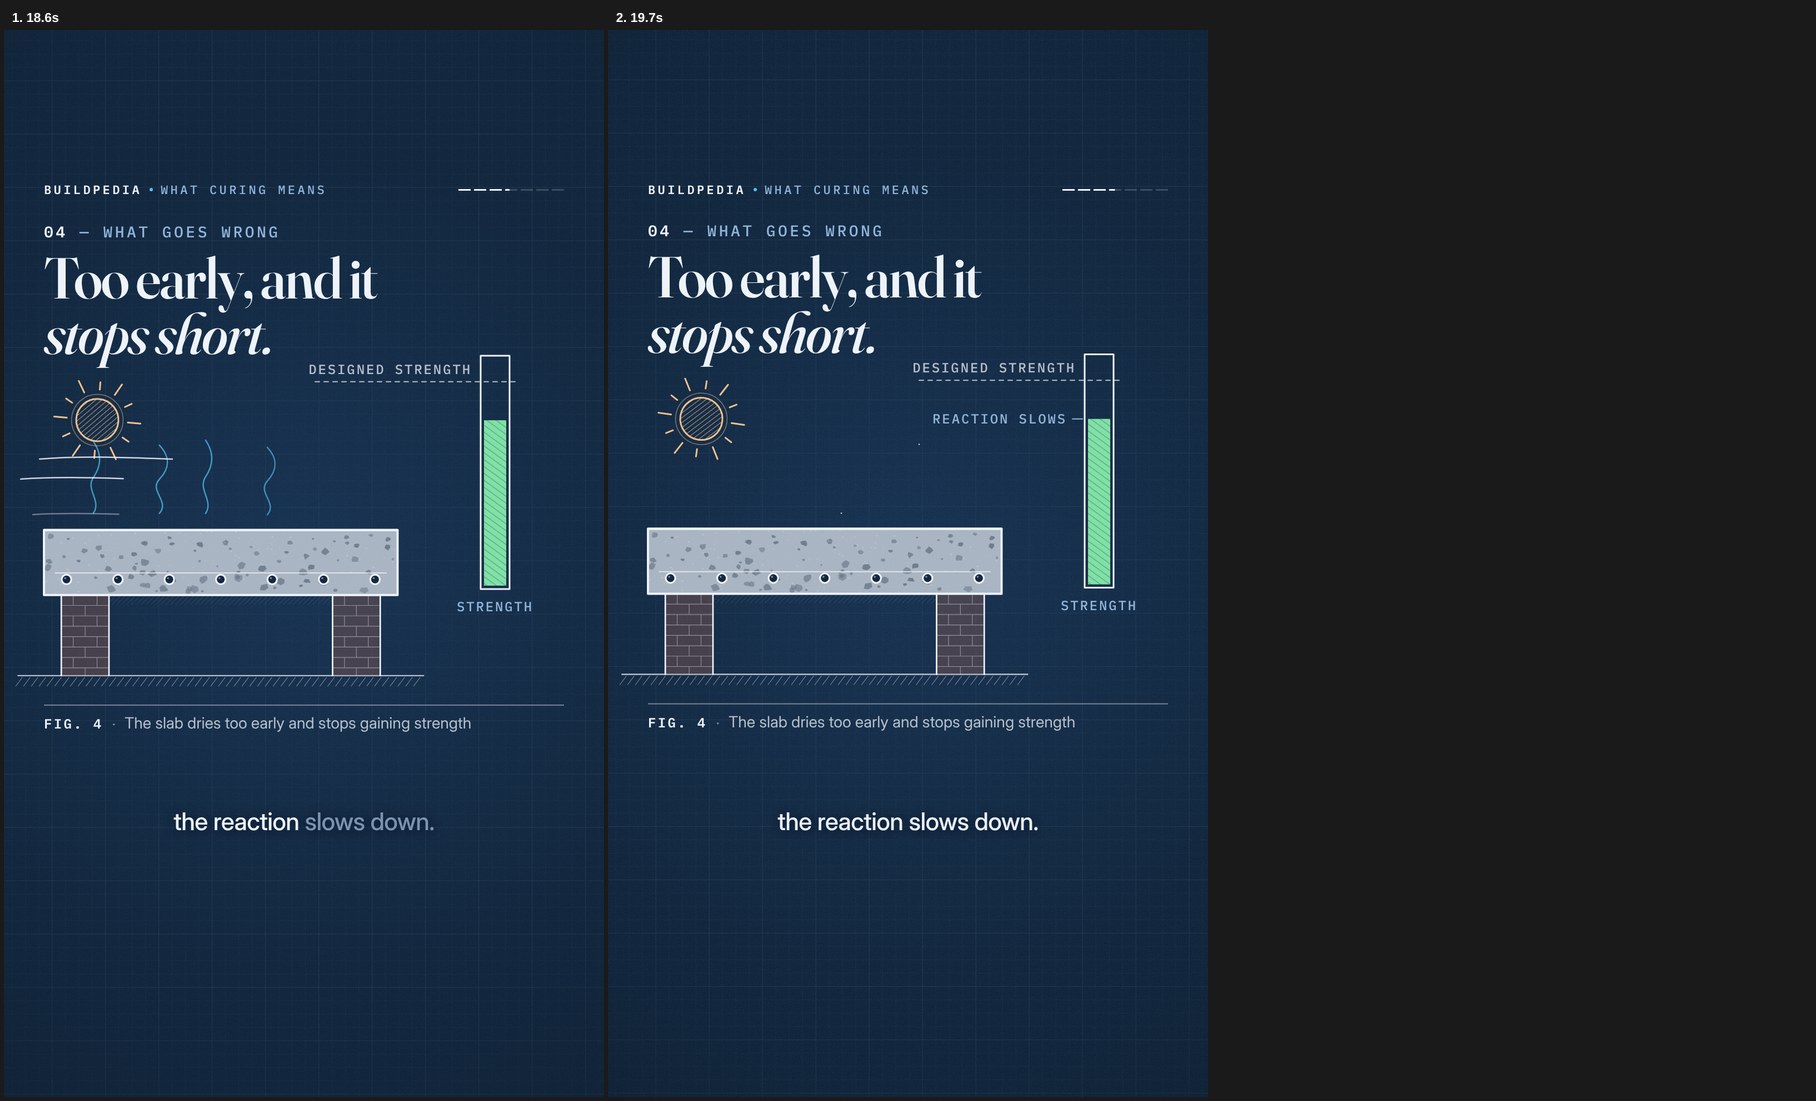 1. 18.6s
BUILDPEDIA • WHAT CURING MEANS
04 — WHAT GOES WRONG
Too early, and it
stops short.
DESIGNED STRENGTH
STRENGTH
FIG. 4 · The slab dries too early and stops gaining strength
the reaction slows down.
2. 19.7s
BUILDPEDIA • WHAT CURING MEANS
04 — WHAT GOES WRONG
Too early, and it
stops short.
DESIGNED STRENGTH
REACTION SLOWS
STRENGTH
FIG. 4 · The slab dries too early and stops gaining strength
the reaction slows down.